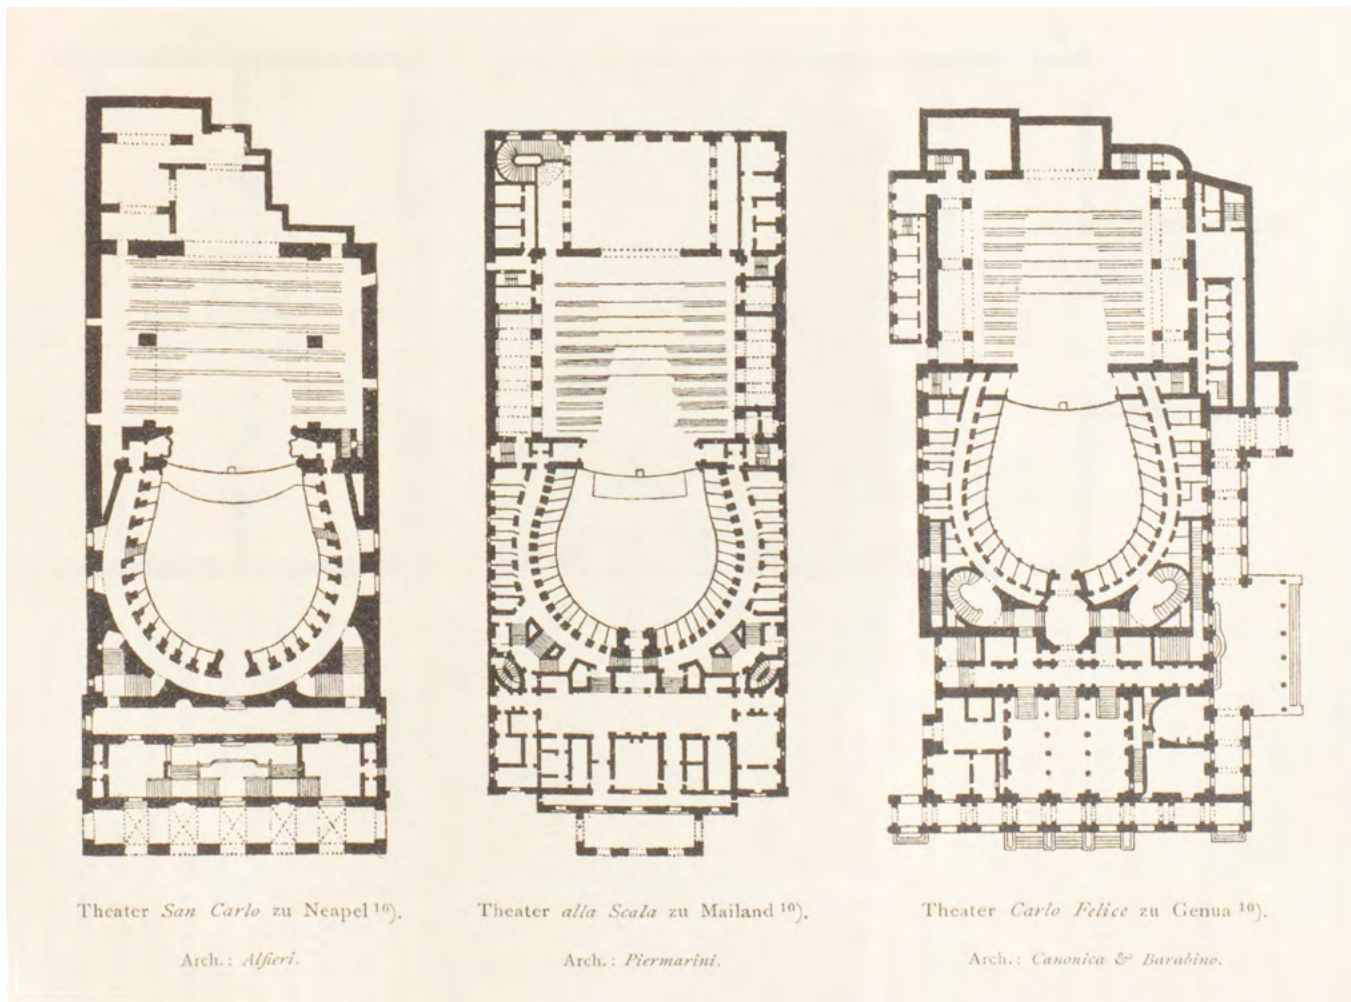 Theater San Carlo zu Neapel 10).
Arch.: Alfieri.
Theater alla Scala zu Mailand 10).
Arch.: Piermarini.
Theater Carlo Felice zu Genua 10).
Arch.: Canonica & Barabino.